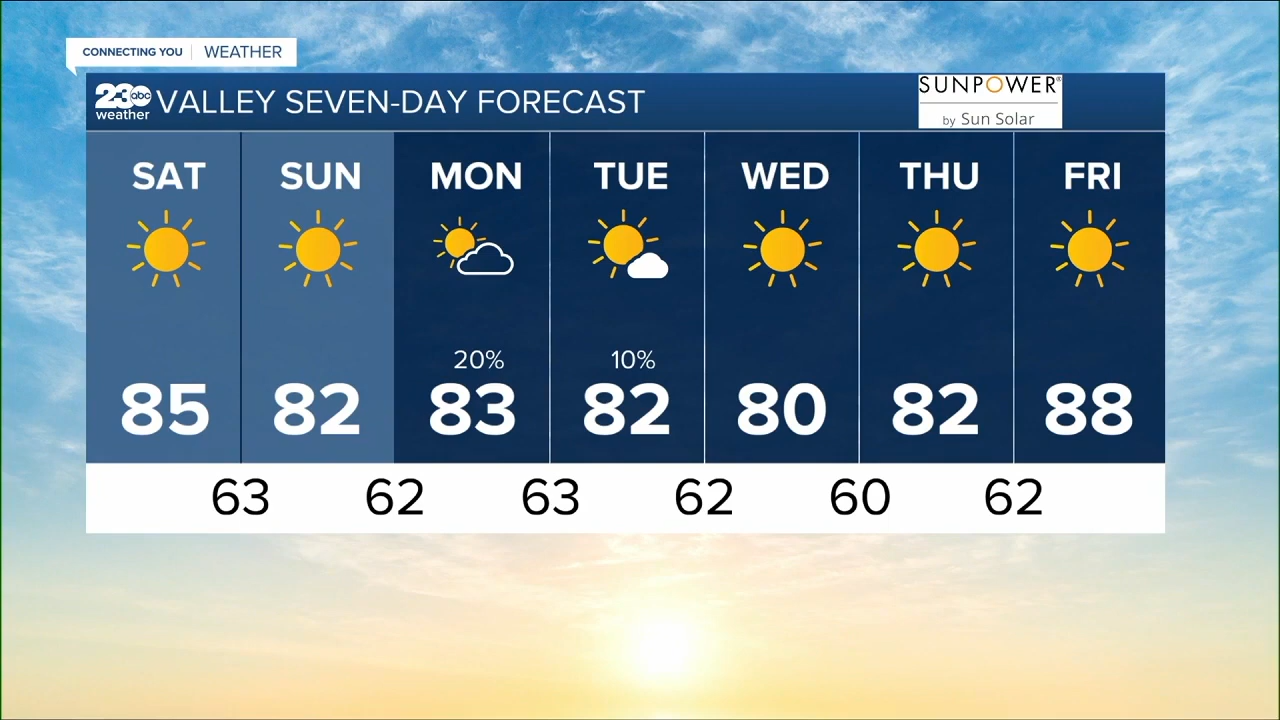 CONNECTING YOU WEATHER
23 abc
weather
VALLEY SEVEN-DAY FORECAST
SUNPOWER®
by Sun Solar
SAT SUN MON TUE WED THU FRI
20% 10%
85 82 83 82 80 82 88
63 62 63 62 60 62